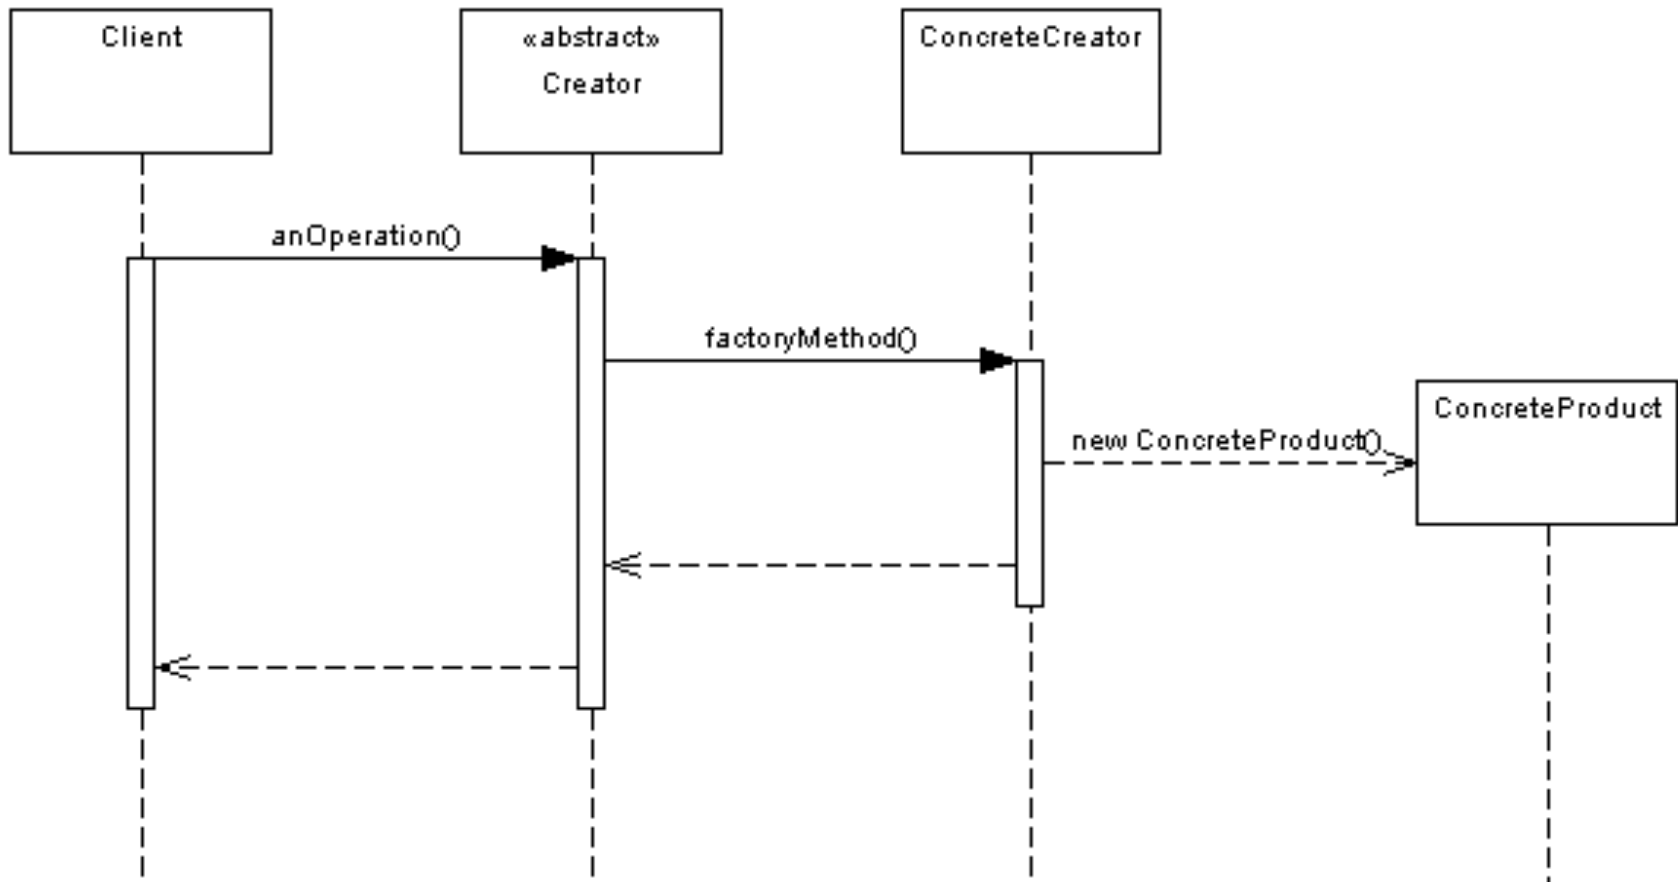 Client
«abstract»
Creator
ConcreteCreator
anOperation()
factoryMethod()
ConcreteProduct
new ConcreteProduct()